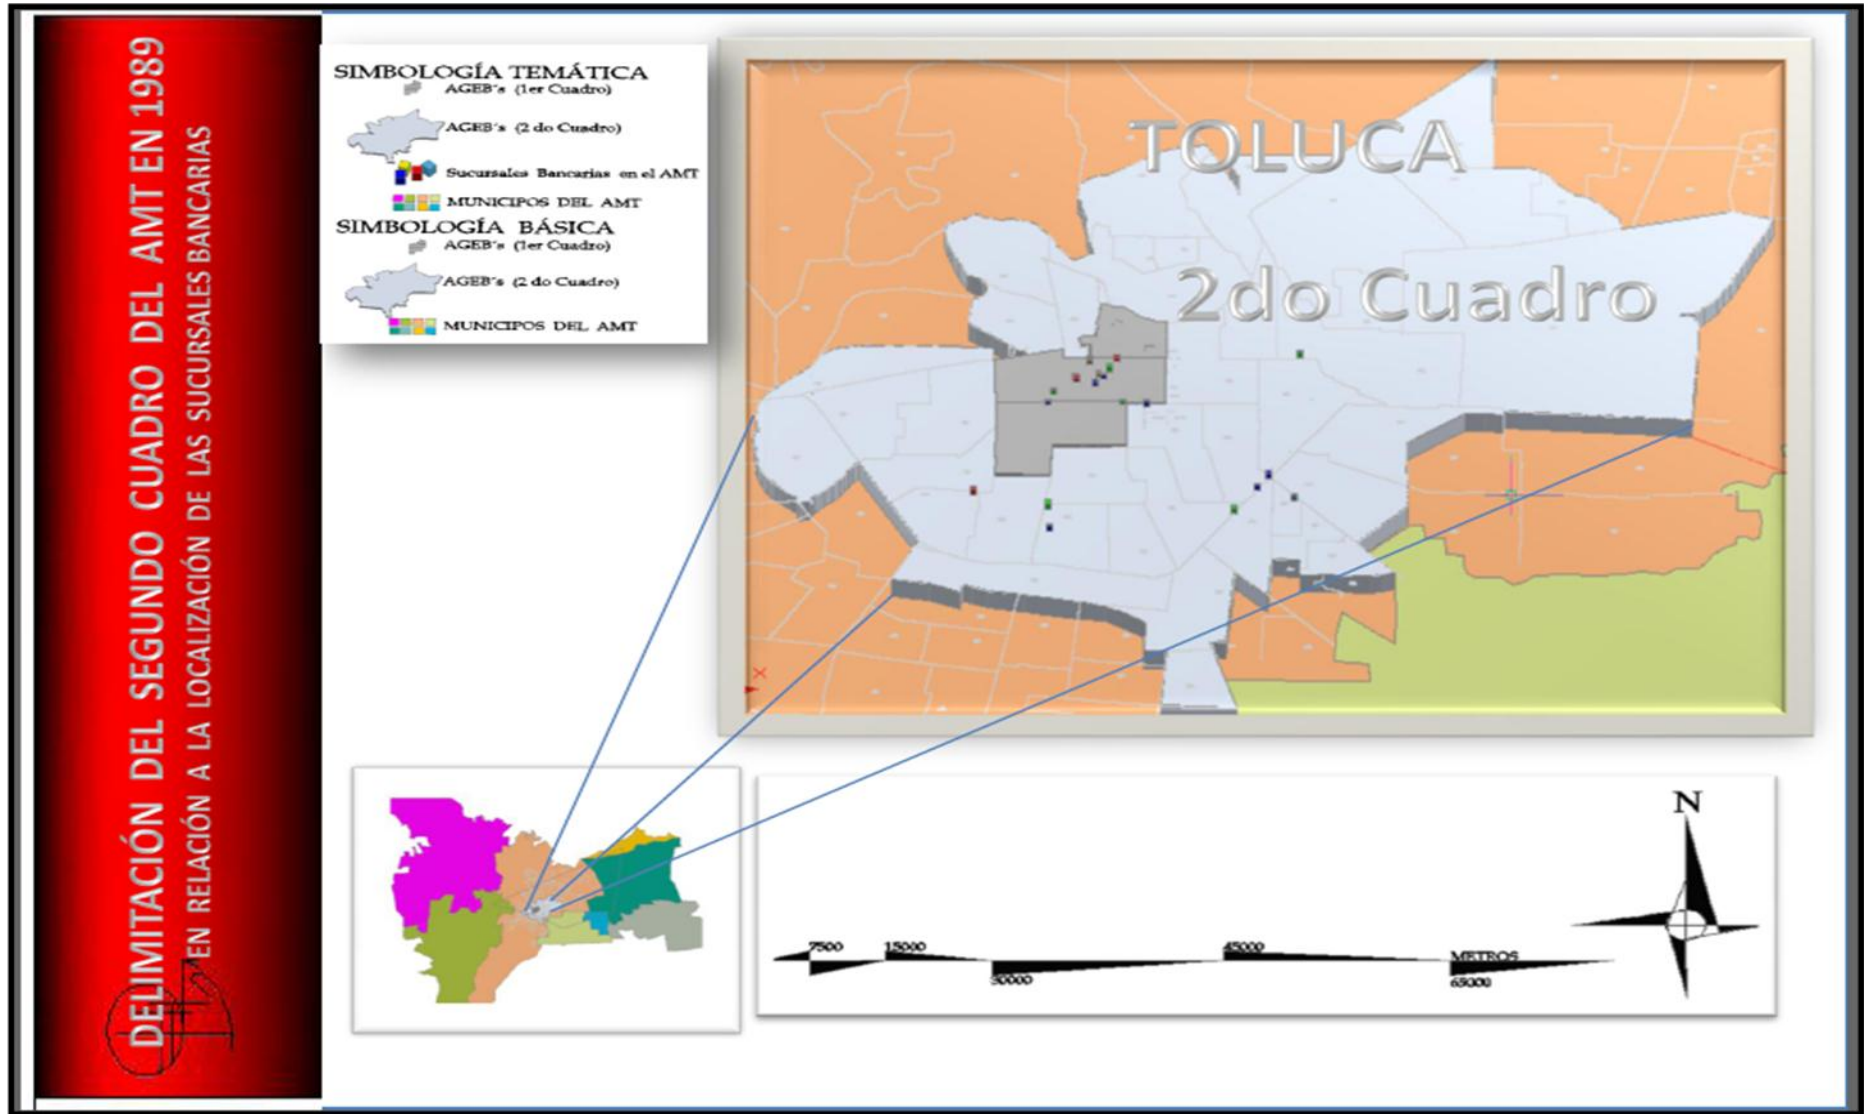 DELIMITACIÓN DEL SEGUNDO CUADRO DEL AMT EN 1989
EN RELACIÓN A LA LOCALIZACIÓN DE LAS SUCURSALES BANCARIAS
SIMBOLOGÍA TEMÁTICA
AGEB´s (1er Cuadro)
AGEB´s (2 do Cuadro)
Sucursales Bancarias en el AMT
MUNICIPOS DEL AMT
SIMBOLOGÍA BÁSICA
AGEB´s (1er Cuadro)
AGEB´s (2 do Cuadro)
MUNICIPOS DEL AMT
TOLUCA
2do Cuadro
X
N
7500 15000 45000 METROS
30000 65000